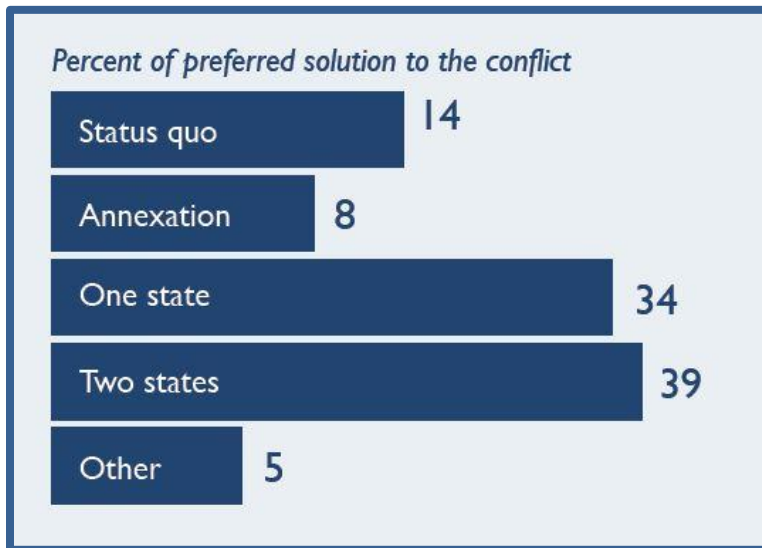 Percent of preferred solution to the conflict
Status quo 14
Annexation 8
One state 34
Two states 39
Other 5